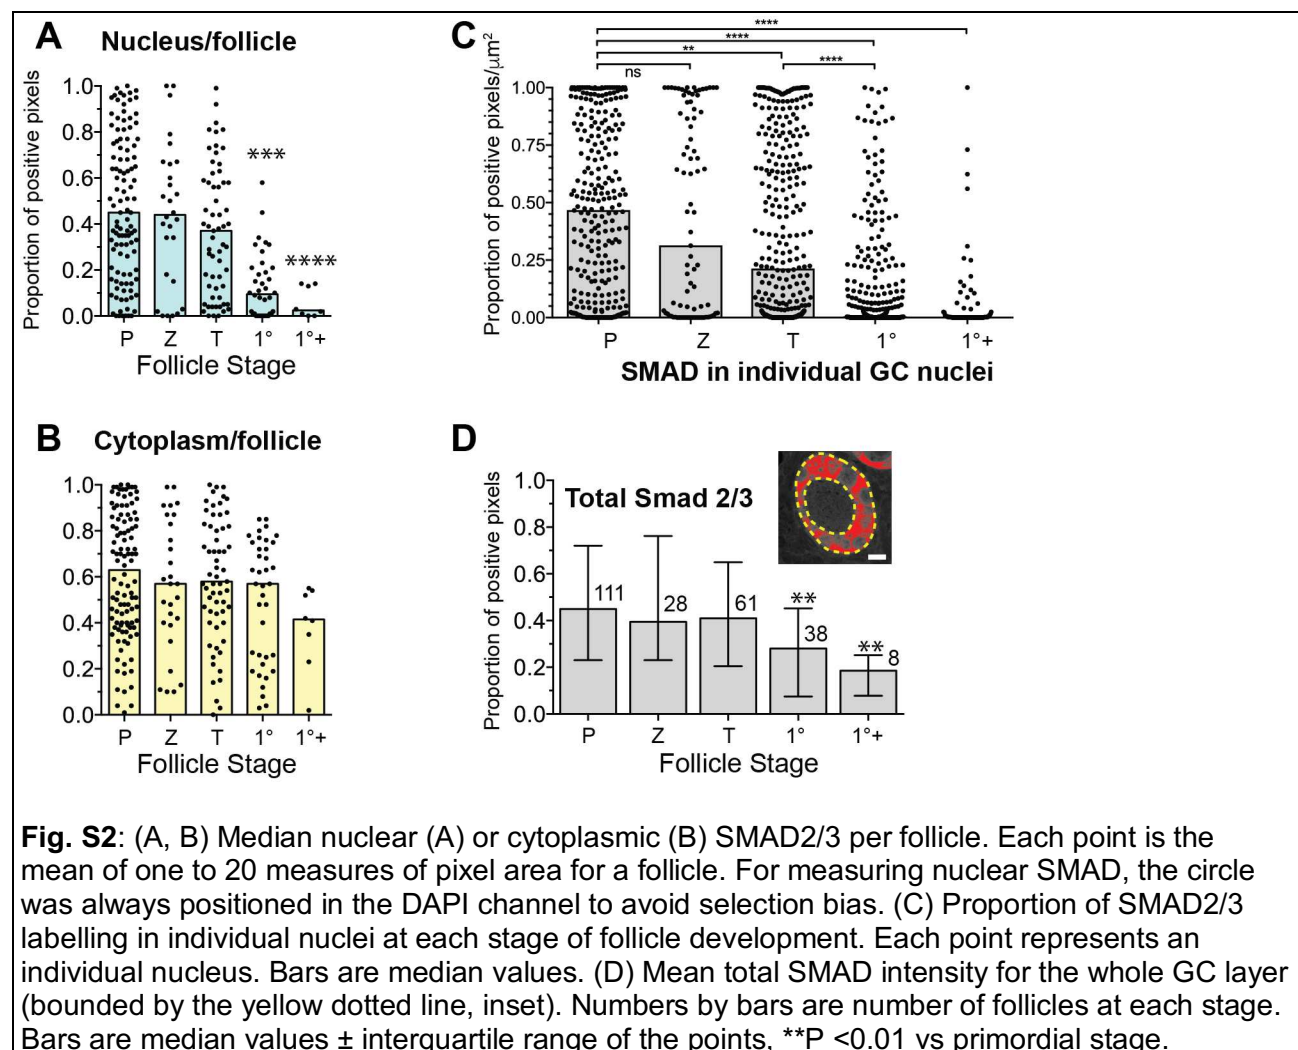 A Nucleus/follicle
Proportion of positive pixels
1.0
0.8
0.6
0.4
0.2
0.0
***
****
P Z T 1° 1°+
Follicle Stage
C
Proportion of positive pixels/µm²
****
****
**
ns
****
1.00
0.75
0.50
0.25
0.00
P Z T 1° 1°+
SMAD in individual GC nuclei
B Cytoplasm/follicle
1.0
0.8
0.6
0.4
0.2
0.0
P Z T 1° 1°+
Follicle Stage
D
Total Smad 2/3
Proportion of positive pixels
1.0
0.8
0.6
0.4
0.2
0.0
111
28
61
**
38
**
8
P Z T 1° 1°+
Follicle Stage
Fig. S2: (A, B) Median nuclear (A) or cytoplasmic (B) SMAD2/3 per follicle. Each point is the
mean of one to 20 measures of pixel area for a follicle. For measuring nuclear SMAD, the circle
was always positioned in the DAPI channel to avoid selection bias. (C) Proportion of SMAD2/3
labelling in individual nuclei at each stage of follicle development. Each point represents an
individual nucleus. Bars are median values. (D) Mean total SMAD intensity for the whole GC layer
(bounded by the yellow dotted line, inset). Numbers by bars are number of follicles at each stage.
Bars are median values ± interquartile range of the points, **P <0.01 vs primordial stage.